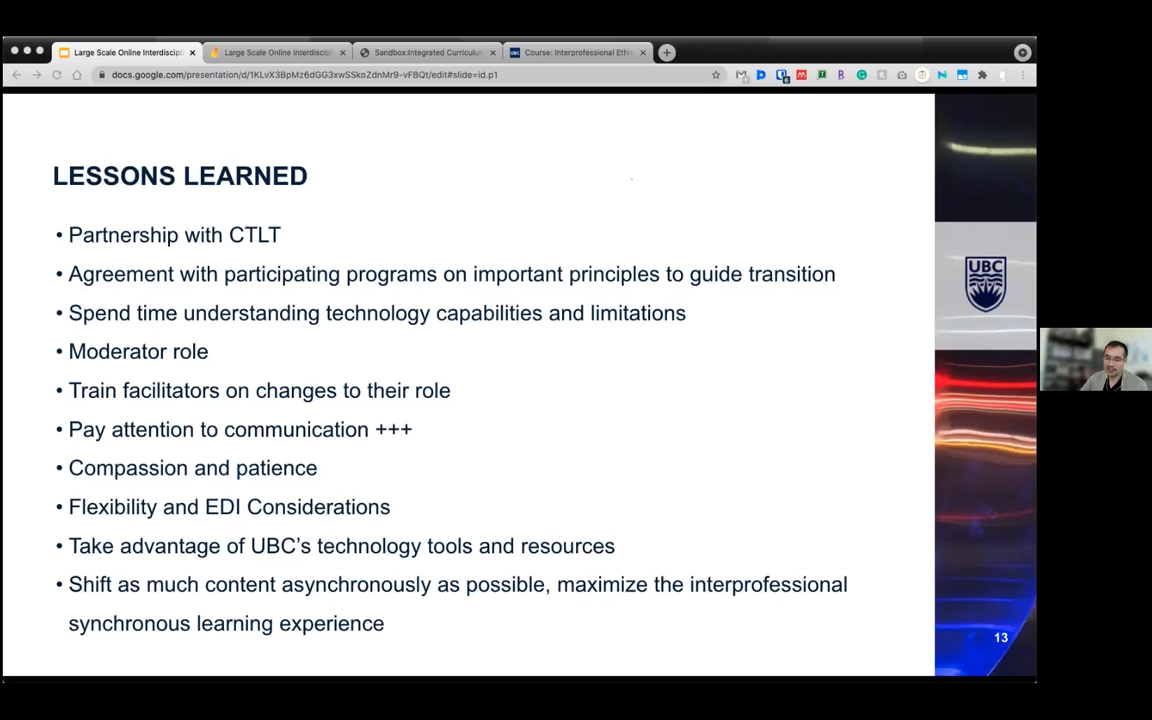 Large Scale Online Interdiscipl
Large Scale Online Interdiscipl
Sandbox:Integrated Curriculum
Course: Interprofessional Ethi
docs.google.com/presentation/d/1KLvX3BpMz6dGG3xwSSkoZdnMr9-vFBQt/edit#slide=id.p1
LESSONS LEARNED
• Partnership with CTLT
• Agreement with participating programs on important principles to guide transition
• Spend time understanding technology capabilities and limitations
• Moderator role
• Train facilitators on changes to their role
• Pay attention to communication +++
• Compassion and patience
• Flexibility and EDI Considerations
• Take advantage of UBC’s technology tools and resources
• Shift as much content asynchronously as possible, maximize the interprofessional
synchronous learning experience
UBC
13